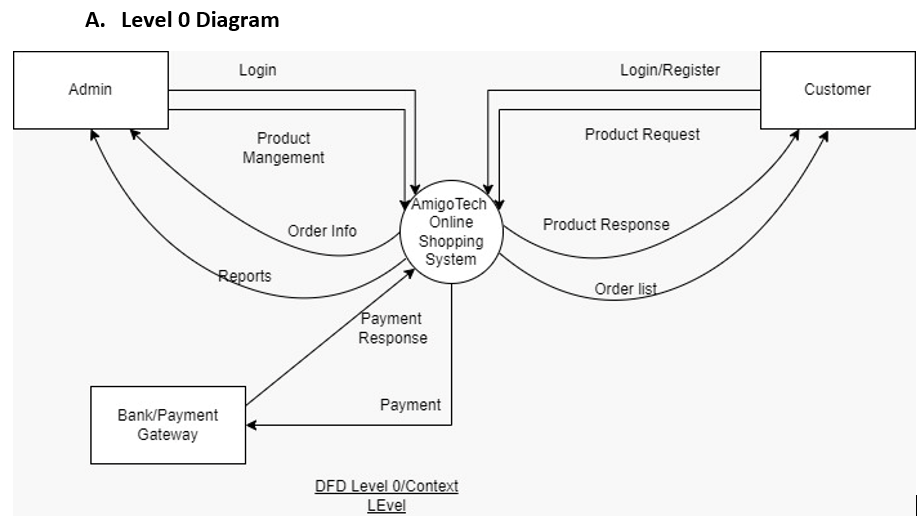 A. Level 0 Diagram
Admin
Login
Login/Register
Customer
Product
Mangement
Product Request
AmigoTech
Online
Shopping
System
Order Info
Product Response
Reports
Order list
Payment
Response
Bank/Payment
Gateway
Payment
DFD Level 0/Context
LEvel